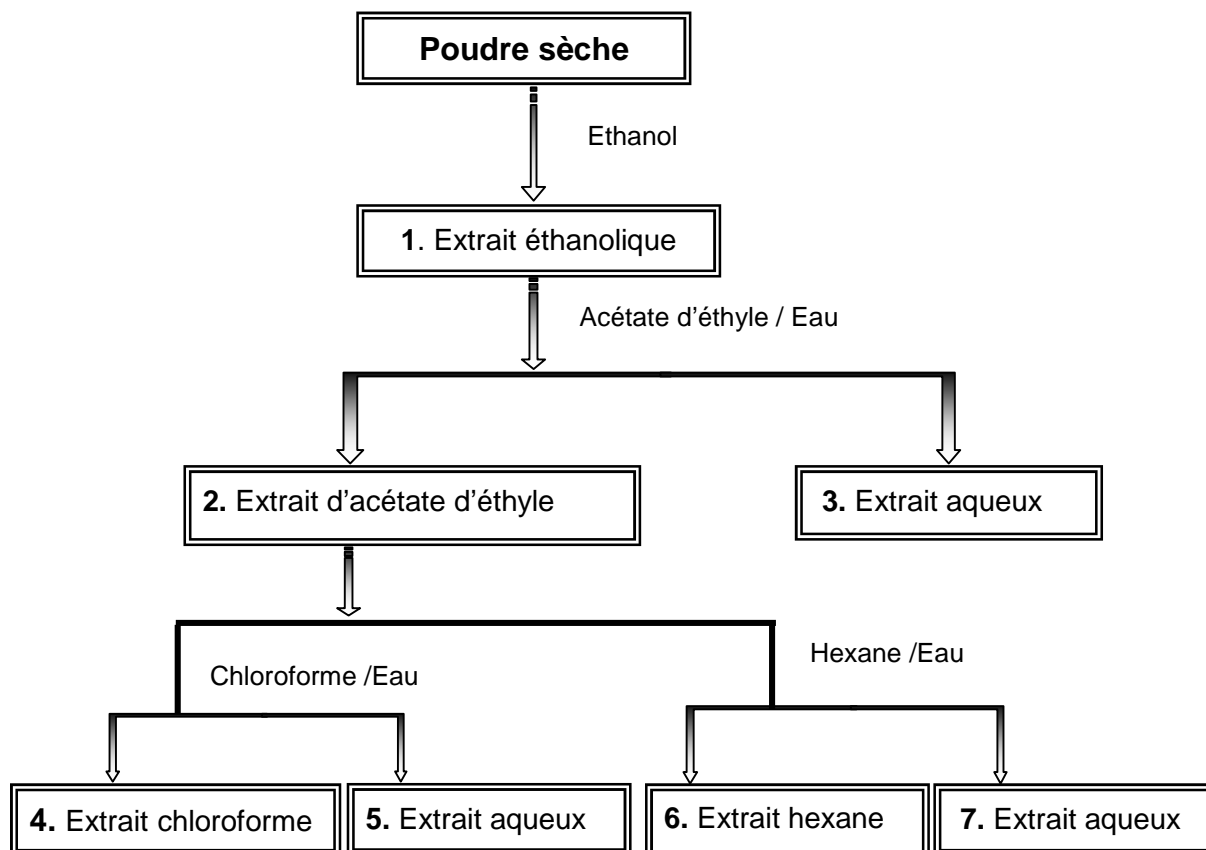 Poudre sèche
Ethanol
1. Extrait éthanolique
Acétate d'éthyle / Eau
2. Extrait d'acétate d'éthyle
3. Extrait aqueux
Chloroforme /Eau
Hexane /Eau
4. Extrait chloroforme
5. Extrait aqueux
6. Extrait hexane
7. Extrait aqueux